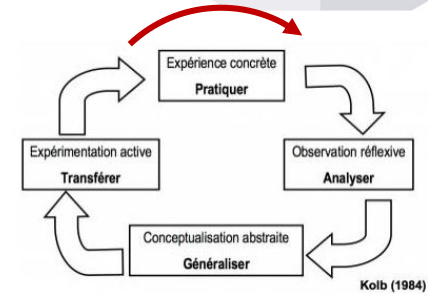 Expérience concrète
Pratiquer
Expérimentation active
Transférer
Observation réflexive
Analyser
Conceptualisation abstraite
Généraliser
Kolb (1984)